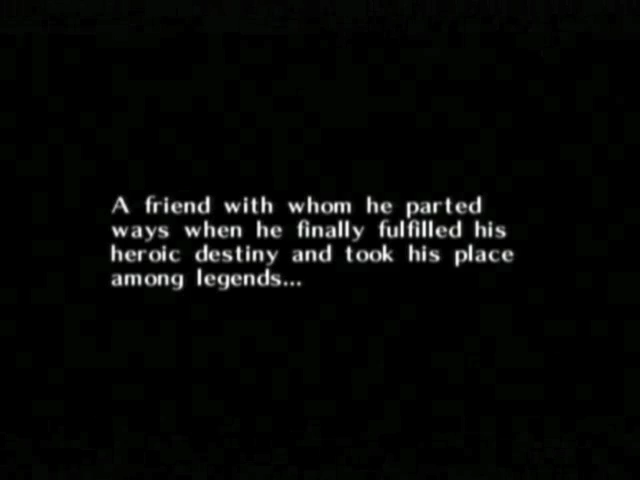 A friend with whom he parted
ways when he finally fulfilled his
heroic destiny and took his place
among legends...